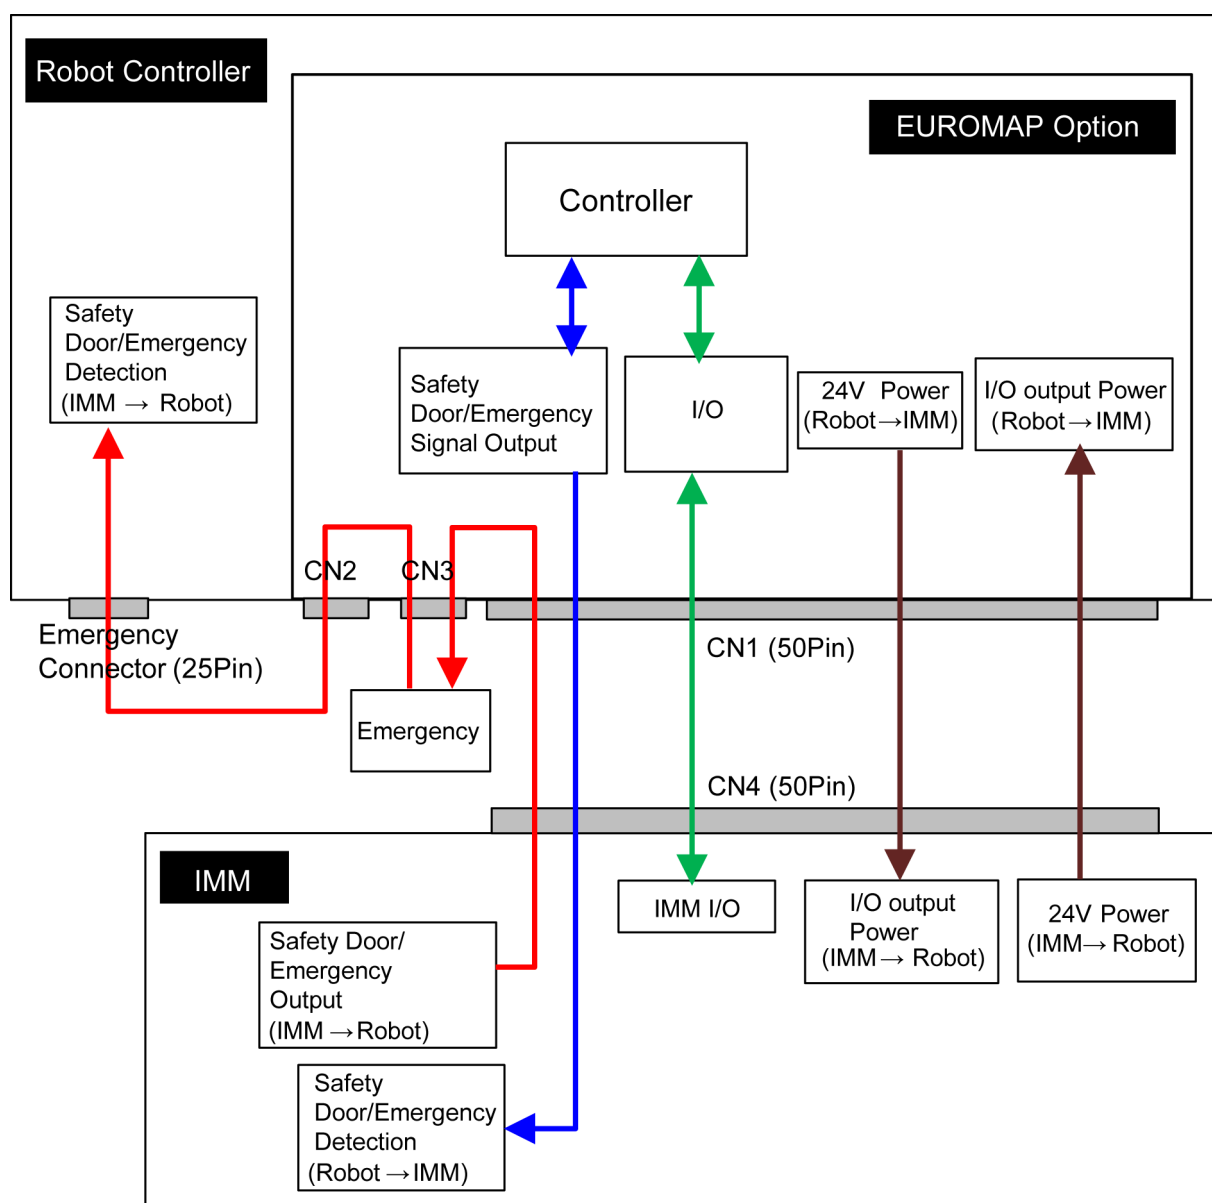 Robot Controller
EUROMAP Option
Controller
Safety
Door/Emergency
Detection
(IMM → Robot)
Safety
Door/Emergency
Signal Output
I/O
24V Power
(Robot→IMM)
I/O output Power
(Robot→IMM)
CN2
CN3
Emergency
Connector (25Pin)
CN1 (50Pin)
Emergency
CN4 (50Pin)
IMM
IMM I/O
I/O output
Power
(IMM→ Robot)
24V Power
(IMM→ Robot)
Safety Door/
Emergency
Output
(IMM →Robot)
Safety
Door/Emergency
Detection
(Robot →IMM)